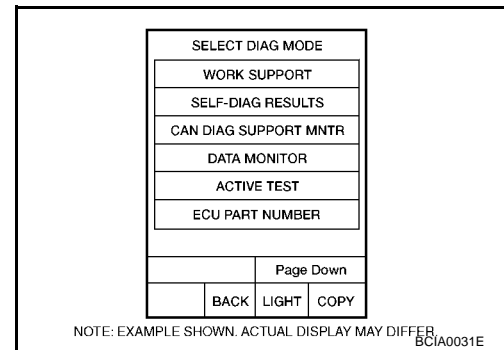 SELECT DIAG MODE
WORK SUPPORT
SELF-DIAG RESULTS
CAN DIAG SUPPORT MNTR
DATA MONITOR
ACTIVE TEST
ECU PART NUMBER
Page Down
BACK LIGHT COPY
NOTE: EXAMPLE SHOWN. ACTUAL DISPLAY MAY DIFFER.
BCIA0031E